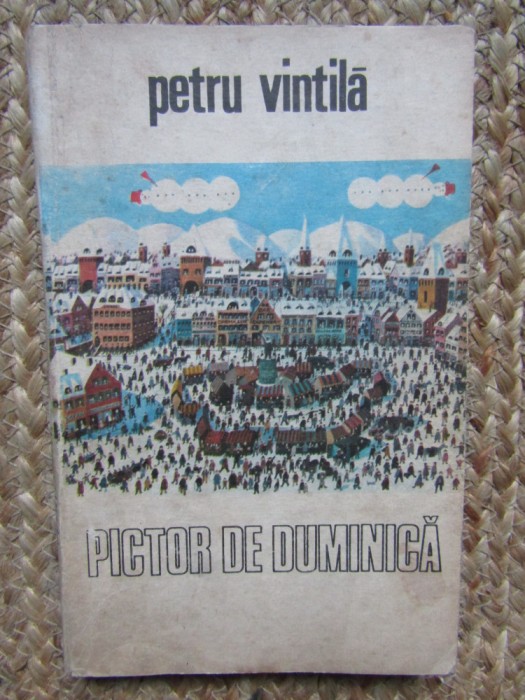 petru vintilă
PICTOR DE DUMINICĂ